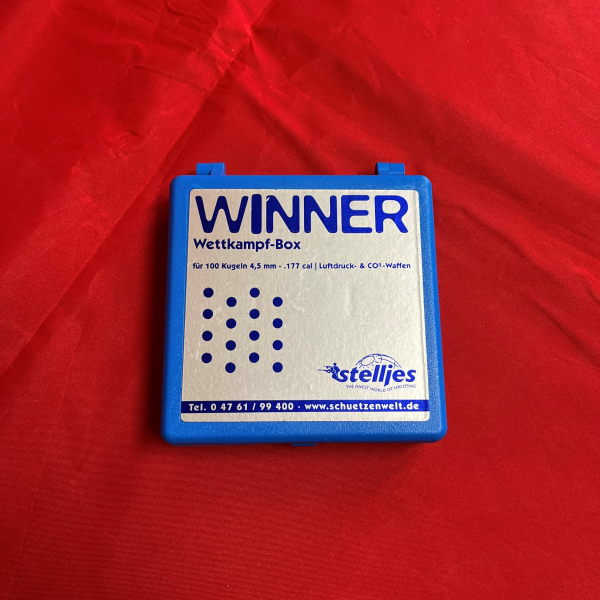 WINNER
Wettkampf-Box
für 100 Kugeln 4,5 mm - .177 cal | Luftdruck- & CO²-Waffen
stelljes
THE FINEST WORLD OF SHOOTING
Tel. 0 47 61 / 99 400 · www.schuetzenwelt.de